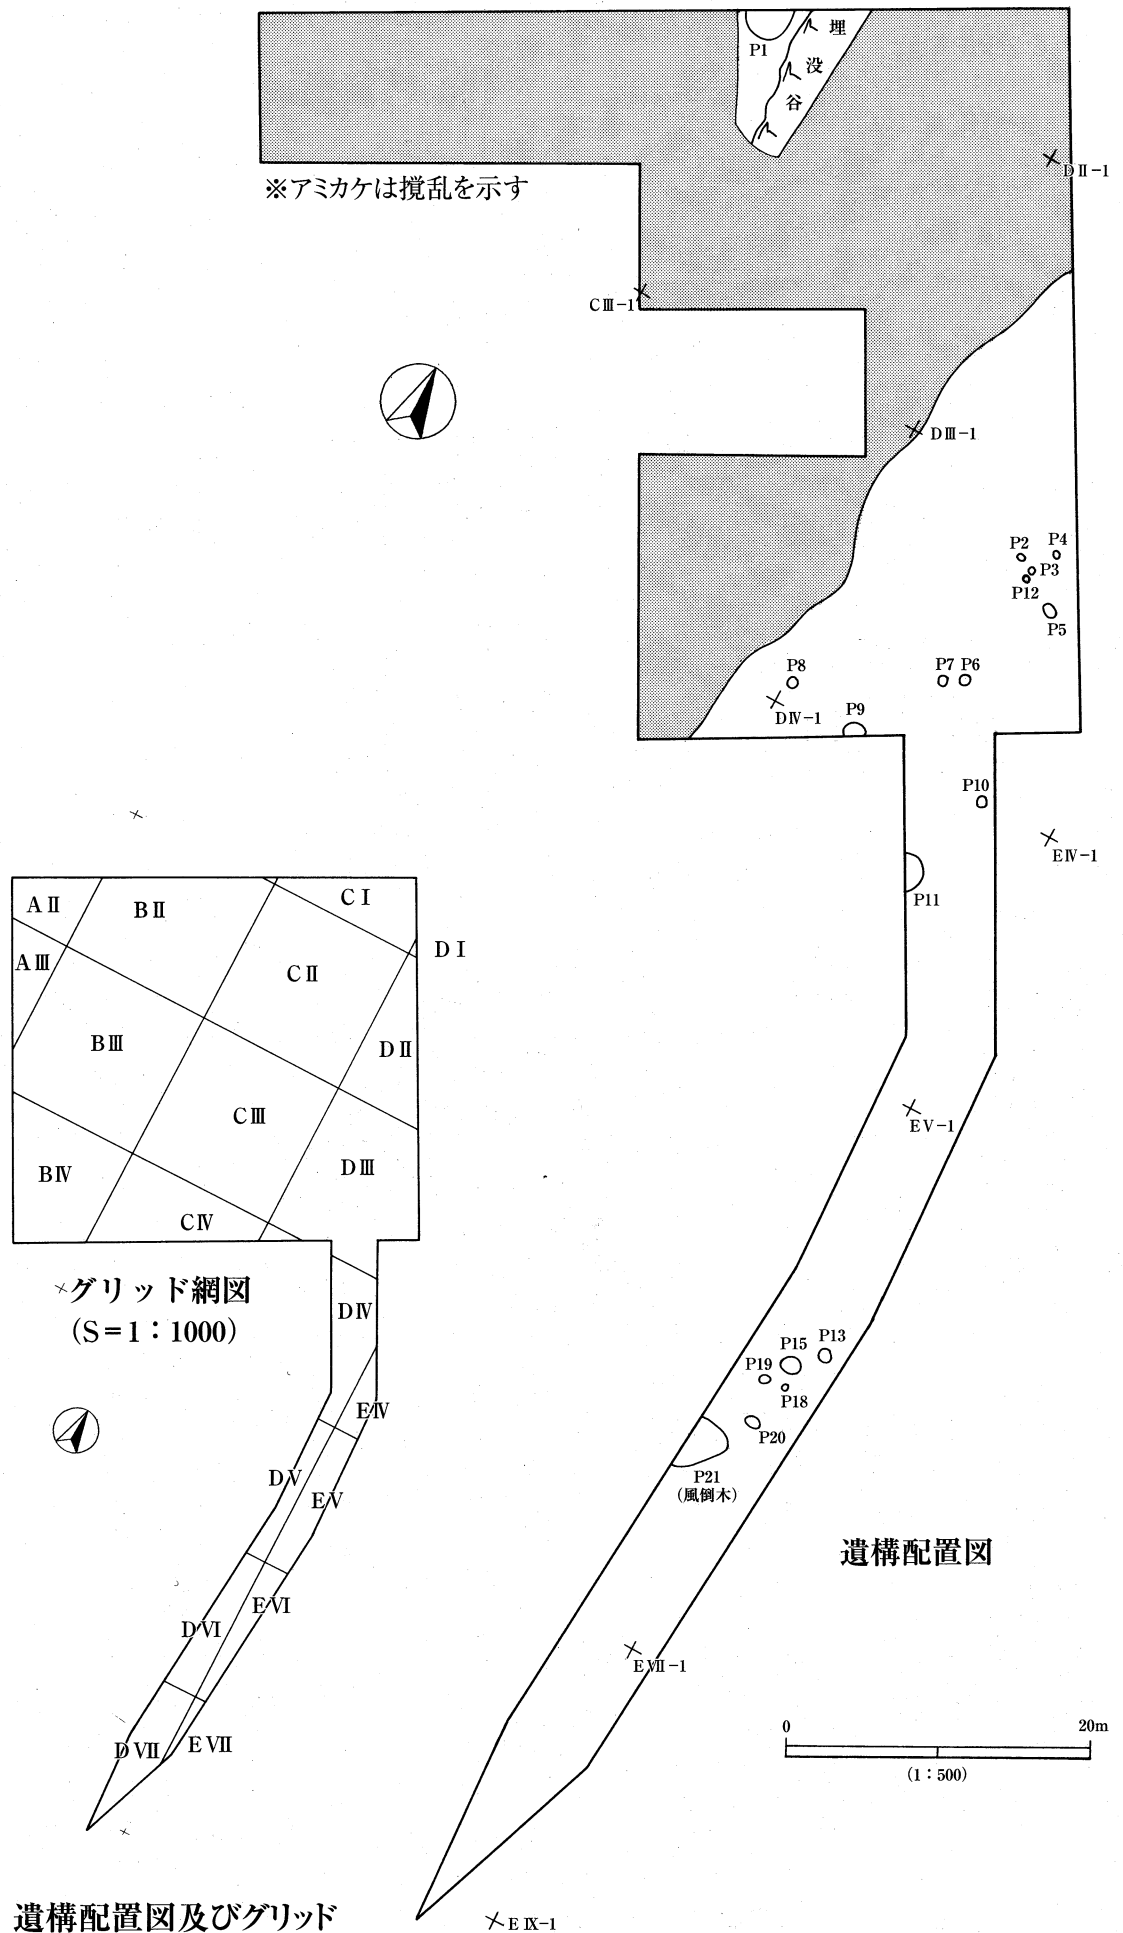 P1
埋
没
谷
DⅡ-1
※アミカケは撹乱を示す
CⅢ-1
DⅢ-1
P2
P4
P3
P12
P5
P7
P6
P8
DⅣ-1
P9
P10
EⅣ-1
P11
AⅡ
BⅡ
CⅠ
DⅠ
AⅢ
CⅡ
BⅢ
DⅡ
CⅢ
BⅣ
DⅢ
CⅣ
グリッド網図
(S=1:1000)
DⅣ
EⅣ
DⅤ
EⅤ
DⅥ
EⅥ
DⅦ
EⅦ
EⅤ-1
P15
P13
P19
P18
P20
P21
(風倒木)
遺構配置図
EⅦ-1
0
20m
(1:500)
EⅨ-1
遺構配置図及びグリッド